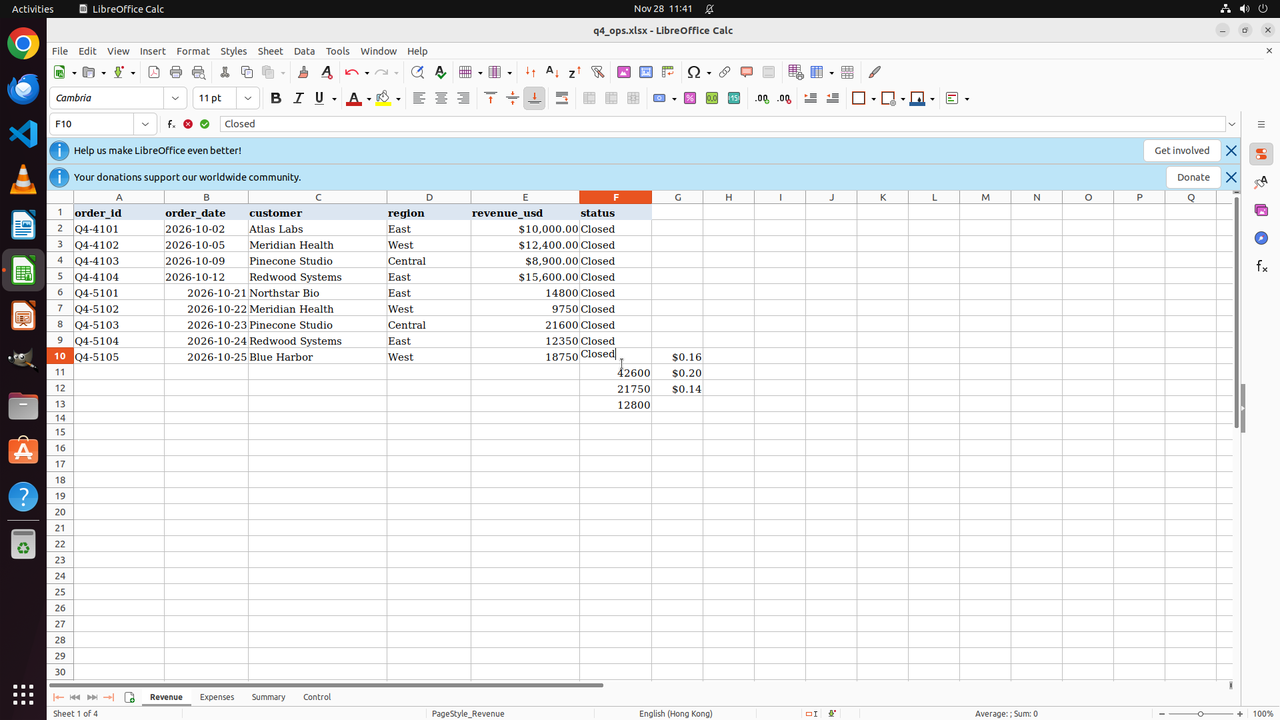 Activities LibreOffice Calc Nov 28 11:41
q4_ops.xlsx - LibreOffice Calc
File Edit View Insert Format Styles Sheet Data Tools Window Help
Cambria 11 pt
F10 Closed
Help us make LibreOffice even better! Get involved
Your donations support our worldwide community. Donate
A B C D E F G H I J K L M N O P Q
1 order_id order_date customer region revenue_usd status
2 Q4-4101 2026-10-02 Atlas Labs East $10,000.00 Closed
3 Q4-4102 2026-10-05 Meridian Health West $12,400.00 Closed
4 Q4-4103 2026-10-09 Pinecone Studio Central $8,900.00 Closed
5 Q4-4104 2026-10-12 Redwood Systems East $15,600.00 Closed
6 Q4-5101 2026-10-21 Northstar Bio East 14800 Closed
7 Q4-5102 2026-10-22 Meridian Health West 9750 Closed
8 Q4-5103 2026-10-23 Pinecone Studio Central 21600 Closed
9 Q4-5104 2026-10-24 Redwood Systems East 12350 Closed
10 Q4-5105 2026-10-25 Blue Harbor West 18750 Closed $0.16
11 42600 $0.20
12 21750 $0.14
13 12800
14
15
16
17
18
19
20
21
22
23
24
25
26
27
28
29
30
Revenue Expenses Summary Control
Sheet 1 of 4 PageStyle_Revenue English (Hong Kong) Average: ; Sum: 0 100%